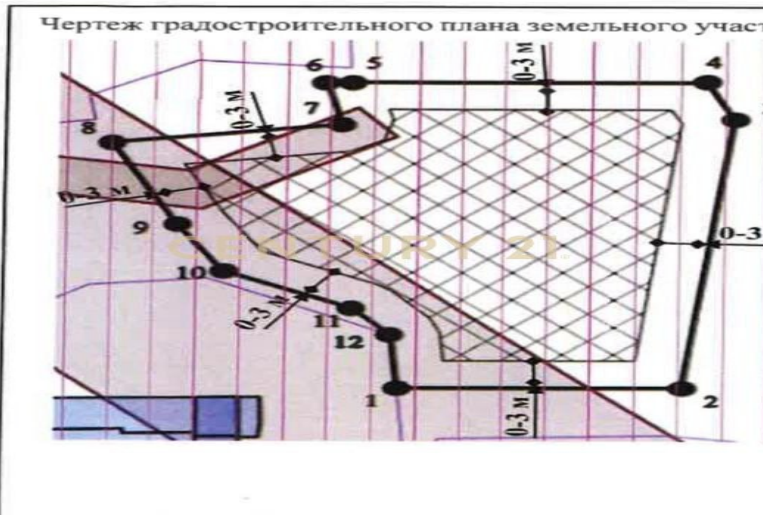 Чертеж градостроительного плана земельного участ
6 5 4
0-3 м
0-3 м
7
8
0-3 м
9
0-3
CENTURY 21.
10
0-3 м
11
12
1 2
0-3 м